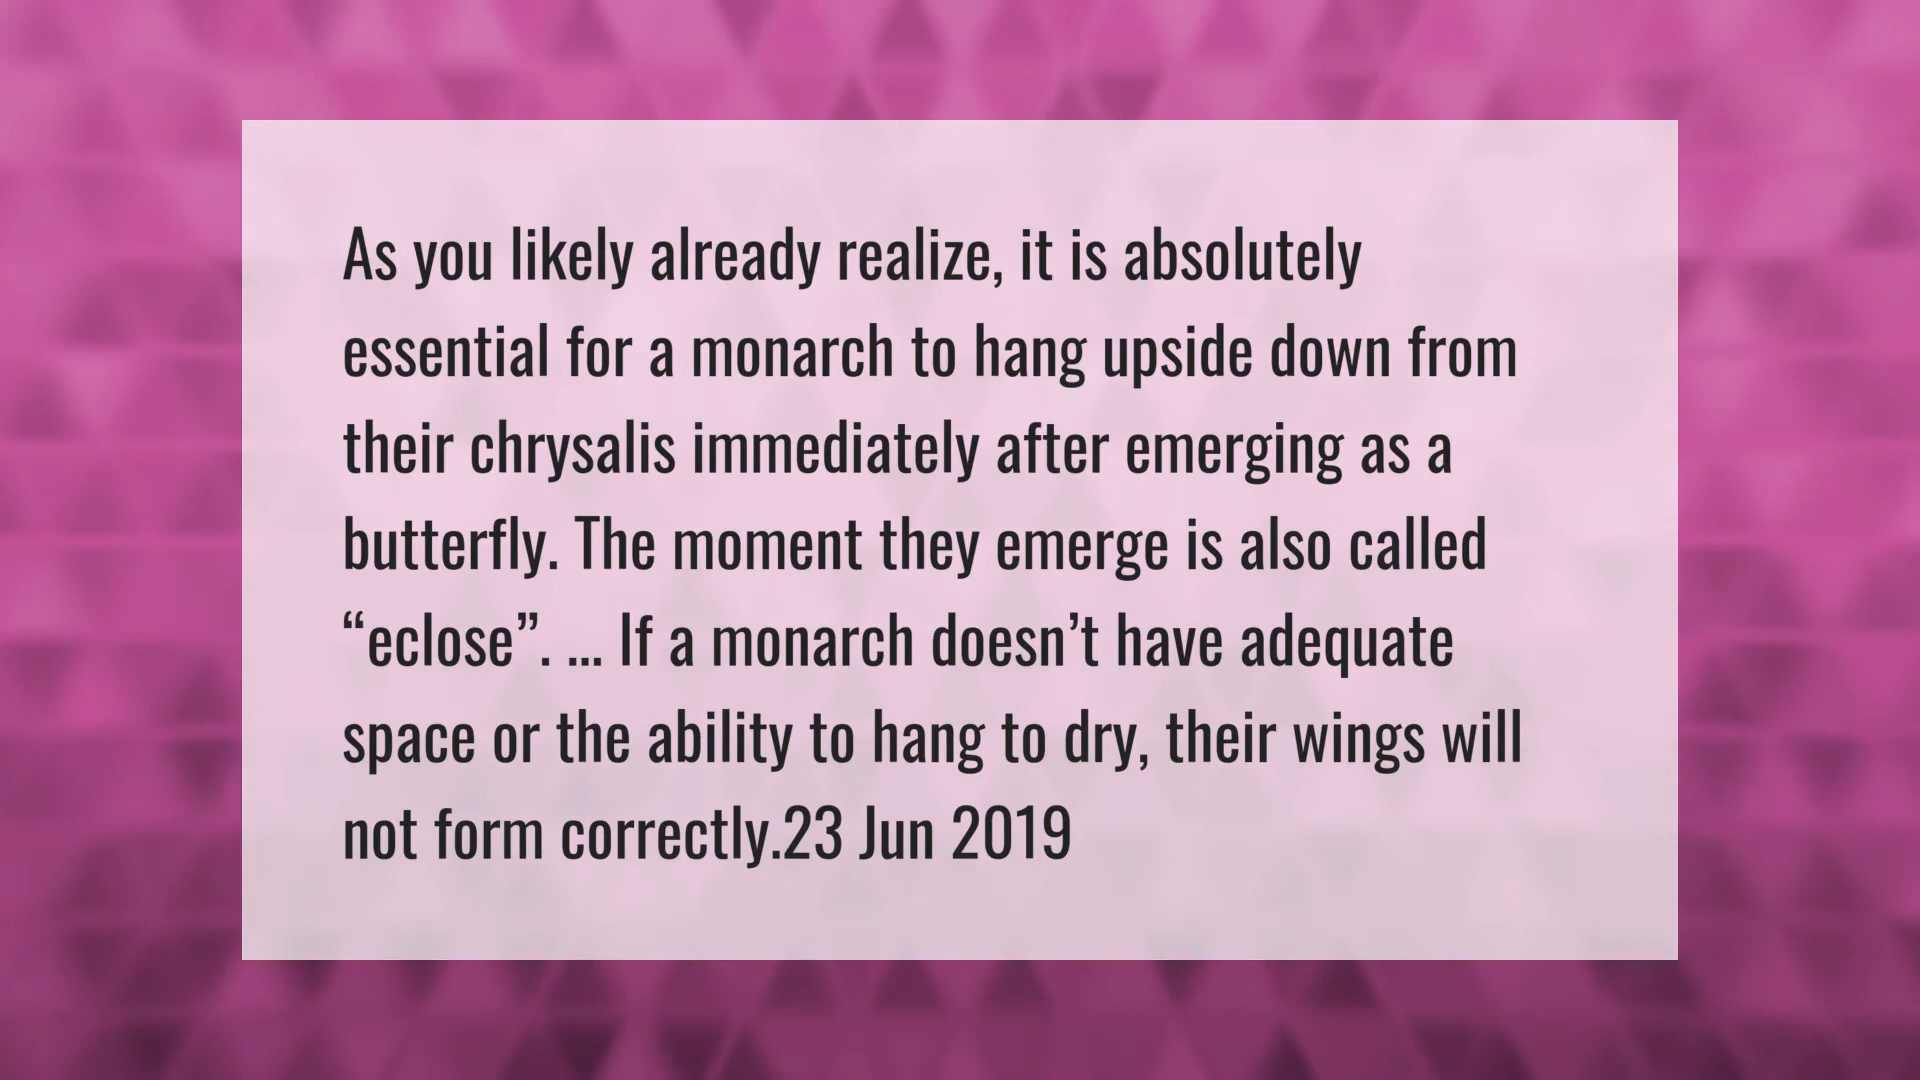 As you likely already realize, it is absolutely
essential for a monarch to hang upside down from
their chrysalis immediately after emerging as a
butterfly. The moment they emerge is also called
“eclose”. ... If a monarch doesn’t have adequate
space or the ability to hang to dry, their wings will
not form correctly.23 Jun 2019